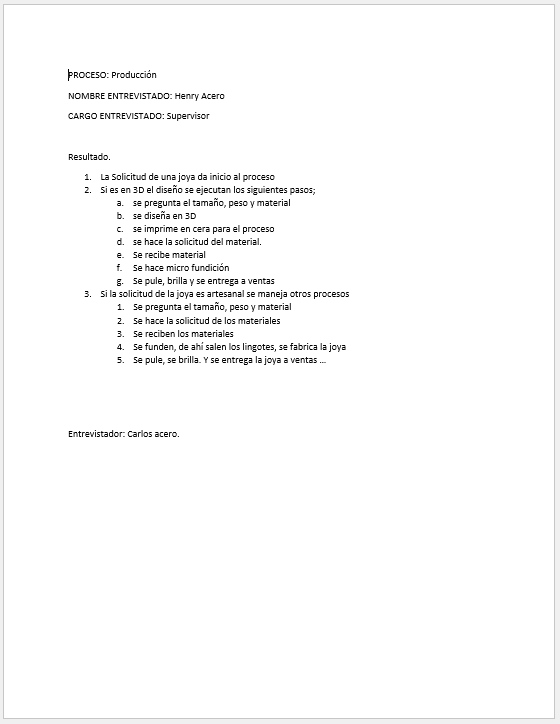 PROCESO: Producción
NOMBRE ENTREVISTADO: Henry Acero
CARGO ENTREVISTADO: Supervisor
Resultado.
1. La Solicitud de una joya da inicio al proceso
2. Si es en 3D el diseño se ejecutan los siguientes pasos;
a. se pregunta el tamaño, peso y material
b. se diseña en 3D
c. se imprime en cera para el proceso
d. se hace la solicitud del material.
e. Se recibe material
f. Se hace micro fundición
g. Se pule, brilla y se entrega a ventas
3. Si la solicitud de la joya es artesanal se maneja otros procesos
1. Se pregunta el tamaño, peso y material
2. Se hace la solicitud de los materiales
3. Se reciben los materiales
4. Se funden, de ahí salen los lingotes, se fabrica la joya
5. Se pule, se brilla. Y se entrega la joya a ventas ...
Entrevistador: Carlos acero.